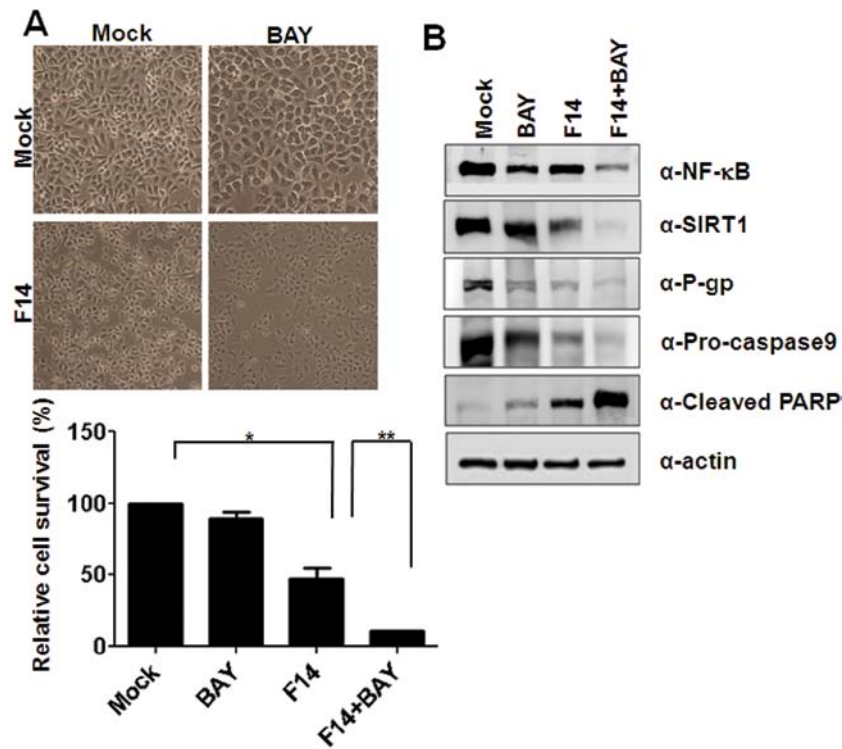 A
Mock
BAY
Mock
F14
Relative cell survival (%)
150
100
50
0
*
**
Mock
BAY
F14
F14+BAY
B
Mock
BAY
F14
F14+BAY
α-NF-κB
α-SIRT1
α-P-gp
α-Pro-caspase9
α-Cleaved PARP
α-actin